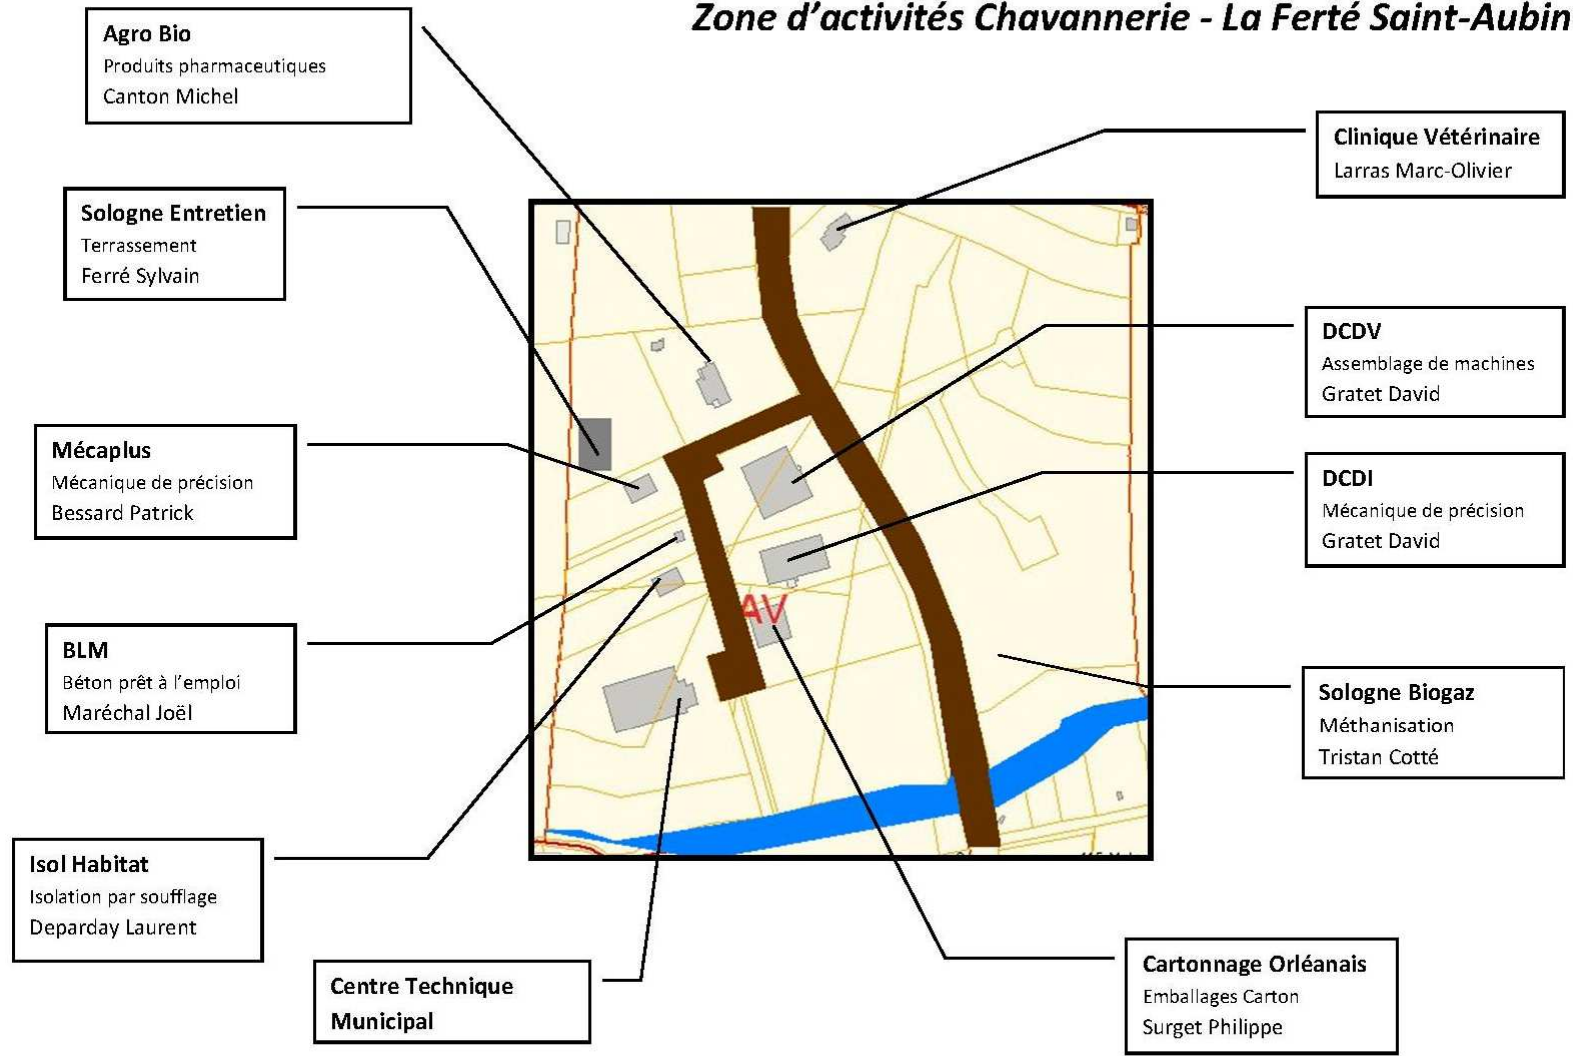 Zone d'activités Chavannerie - La Ferté Saint-Aubin
Agro Bio
Produits pharmaceutiques
Canton Michel
Clinique Vétérinaire
Larras Marc-Olivier
Sologne Entretien
Terrassement
Ferré Sylvain
DCDV
Assemblage de machines
Gratet David
Mécaplus
Mécanique de précision
Bessard Patrick
DCDI
Mécanique de précision
Gratet David
AV
BLM
Béton prêt à l'emploi
Maréchal Joël
Sologne Biogaz
Méthanisation
Tristan Cotté
Isol Habitat
Isolation par soufflage
Deparday Laurent
Centre Technique
Municipal
Cartonnage Orléanais
Emballages Carton
Surget Philippe